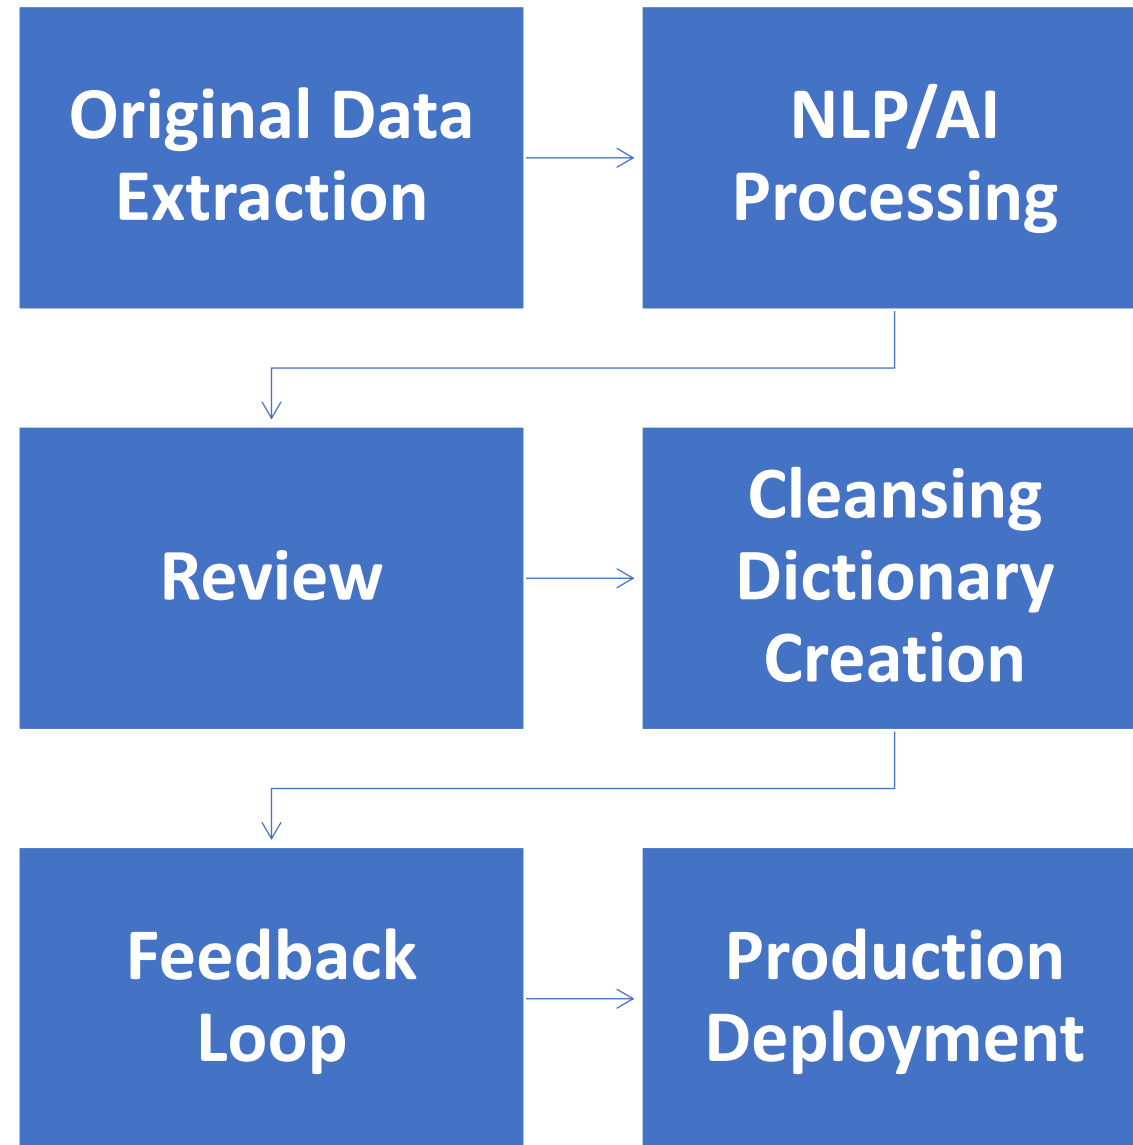 Original Data
Extraction
NLP/AI
Processing
Review
Cleansing
Dictionary
Creation
Feedback
Loop
Production
Deployment